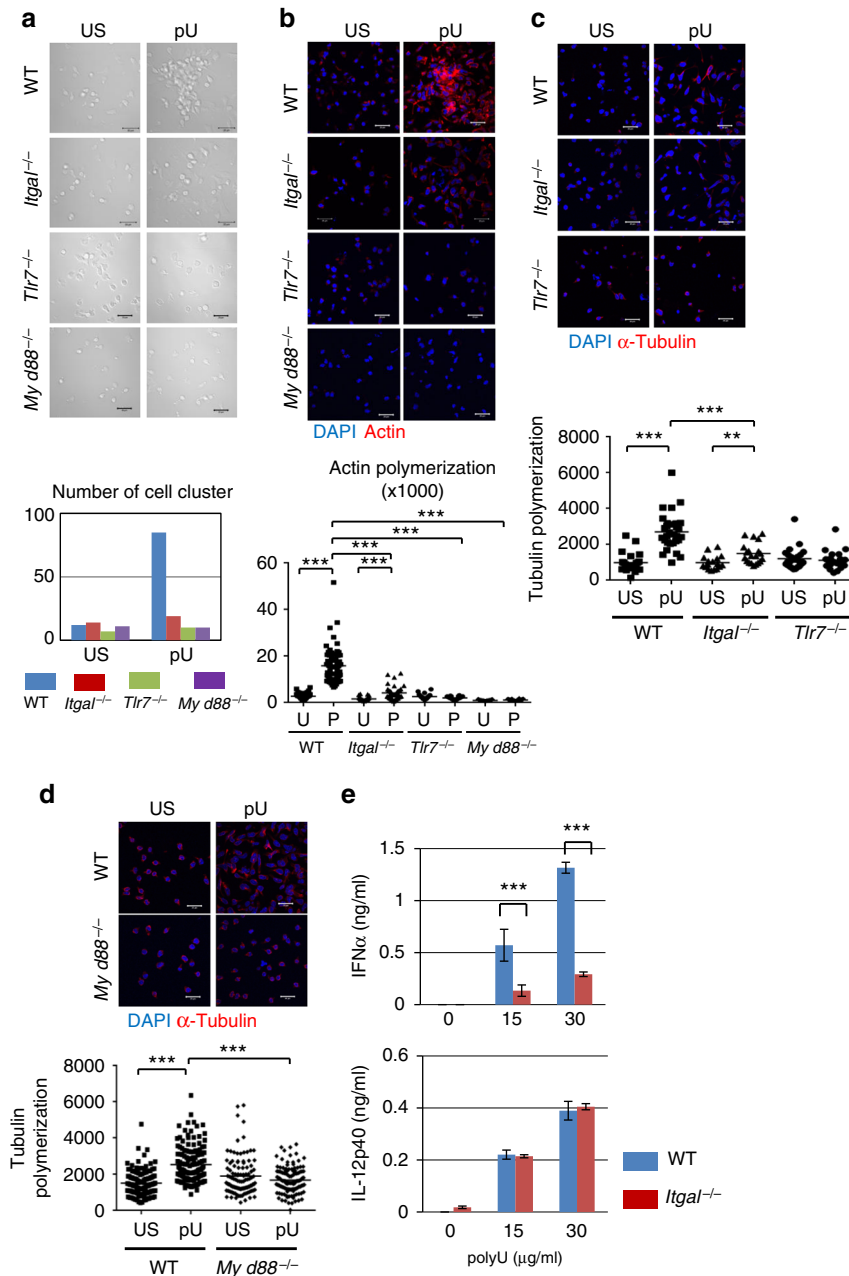 a
US pU
WT
Itgal–/–
Tlr7–/–
My d88–/–
Number of cell cluster
100
50
0
US pU
WT Itgal–/– Tlr7–/– My d88–/–
b
US pU
WT
Itgal–/–
Tlr7–/–
My d88–/–
DAPI Actin
Actin polymerization
(x1000)
***
***
***
*** ***
60
40
20
0
U P U P U P U P
WT Itgal–/– Tlr7–/– My d88–/–
c
US pU
WT
Itgal–/–
Tlr7–/–
DAPI α-Tubulin
***
*** **
Tubulin polymerization
8000
6000
4000
2000
0
US pU US pU US pU
WT Itgal–/– Tlr7–/–
d
US pU
WT
My d88–/–
DAPI α-Tubulin
*** ***
Tubulin
polymerization
8000
6000
4000
2000
0
US pU US pU
WT My d88–/–
e
IFNα (ng/ml)
1.5
1
0.5
0
***
***
0 15 30
IL-12p40 (ng/ml)
0.6
0.4
0.2
0
0 15 30
polyU (μg/ml)
WT
Itgal–/–